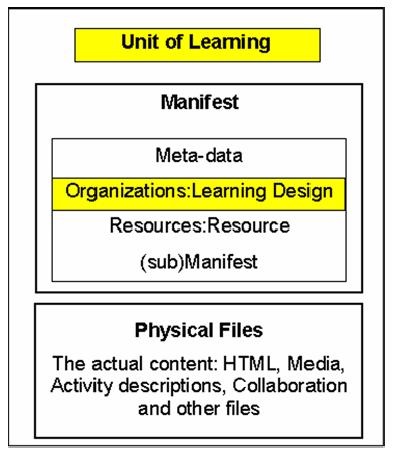 Unit of Learning
Manifest
Meta-data
Organizations:Learning Design
Resources:Resource
(sub)Manifest
Physical Files
The actual content: HTML, Media,
Activity descriptions, Collaboration
and other files